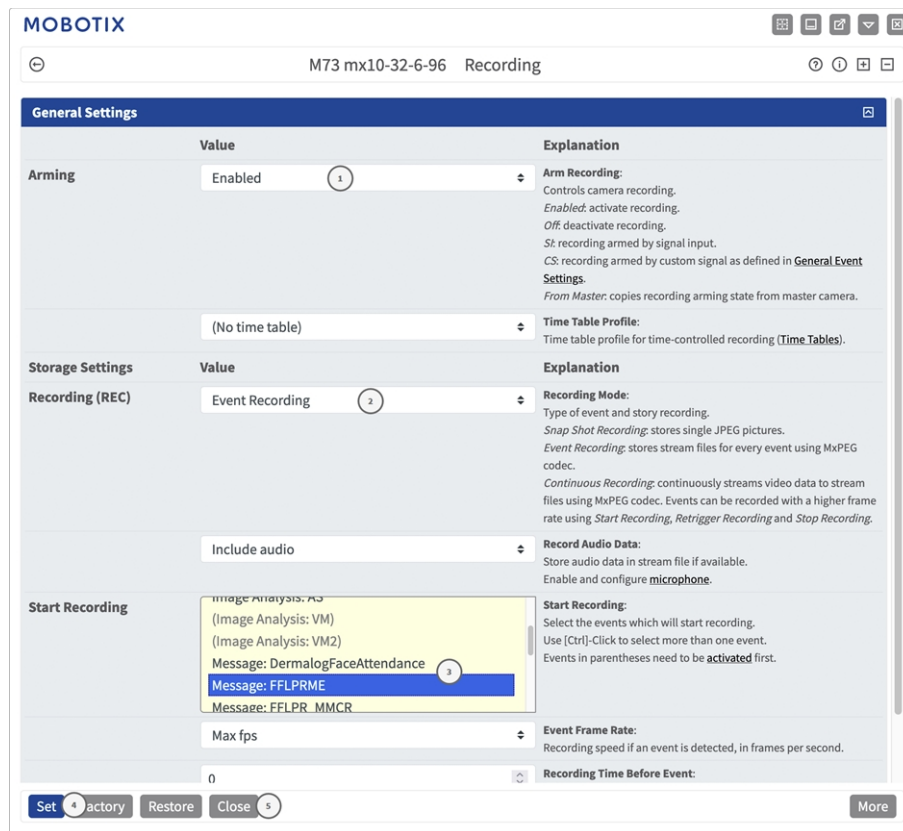 MOBOTIX
M73 mx10-32-6-96 Recording
General Settings
Value Explanation
Arming
Enabled 1
Arm Recording:
Controls camera recording.
Enabled: activate recording.
Off: deactivate recording.
SI: recording armed by signal input.
CS: recording armed by custom signal as defined in General Event
Settings.
From Master: copies recording arming state from master camera.
(No time table)
Time Table Profile:
Time table profile for time-controlled recording (Time Tables).
Storage Settings Value Explanation
Recording (REC)
Event Recording 2
Recording Mode:
Type of event and story recording.
Snap Shot Recording: stores single JPEG pictures.
Event Recording: stores stream files for every event using MxPEG
codec.
Continuous Recording: continuously streams video data to stream
files using MxPEG codec. Events can be recorded with a higher frame
rate using Start Recording, Retrigger Recording and Stop Recording.
Include audio
Record Audio Data:
Store audio data in stream file if available.
Enable and configure microphone.
Start Recording
Image Analysis: AS
(Image Analysis: VM)
(Image Analysis: VM2)
Message: DermalogFaceAttendance
3
Message: FFLPRME
Message: FFLPR_MMCR
Start Recording:
Select the events which will start recording.
Use [Ctrl]-Click to select more than one event.
Events in parentheses need to be activated first.
Max fps
Event Frame Rate:
Recording speed if an event is detected, in frames per second.
0
Recording Time Before Event:
Set 4 actory Restore Close 5 More